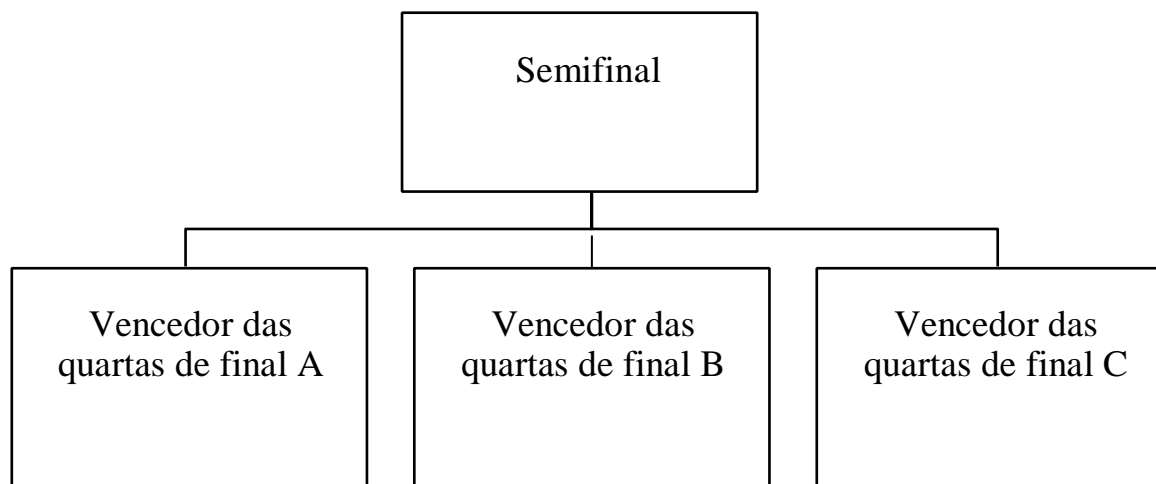 Semifinal
Vencedor das
quartas de final A
Vencedor das
quartas de final B
Vencedor das
quartas de final C